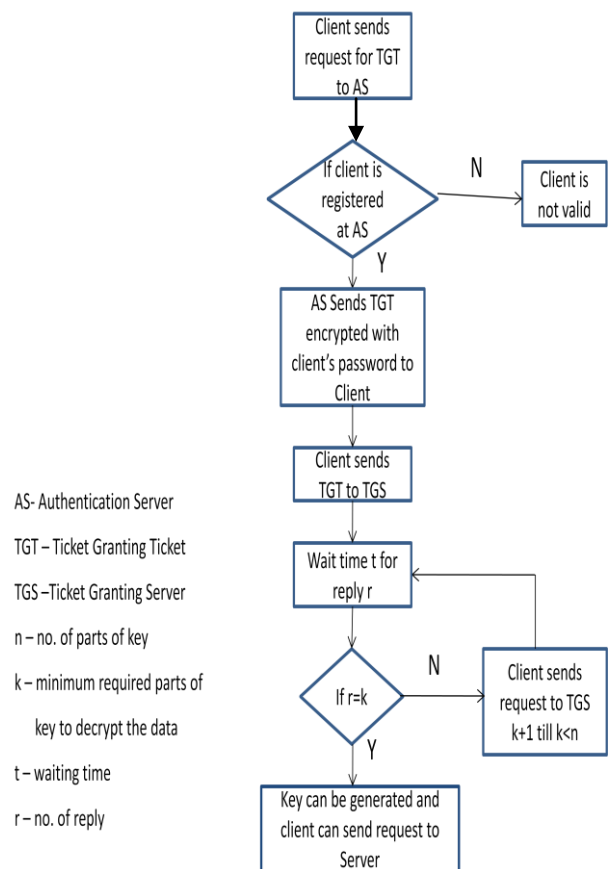 Client sends
request for TGT
to AS
If client is
registered
at AS
N
Client is
not valid
Y
AS Sends TGT
encrypted with
client's password to
Client
Client sends
TGT to TGS
Wait time t for
reply r
If r=k
N
Client sends
request to TGS
k+1 till k<n
Y
Key can be generated and
client can send request to
Server
AS- Authentication Server
TGT – Ticket Granting Ticket
TGS –Ticket Granting Server
n – no. of parts of key
k – minimum required parts of
key to decrypt the data
t – waiting time
r – no. of reply